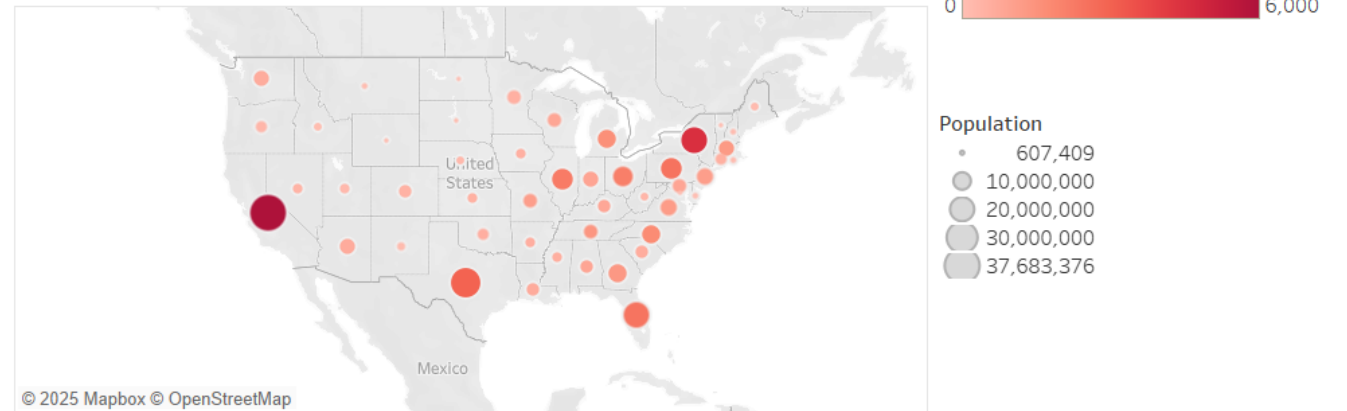 0
6,000
United
States
Mexico
© 2025 Mapbox © OpenStreetMap
Population
607,409
10,000,000
20,000,000
30,000,000
37,683,376